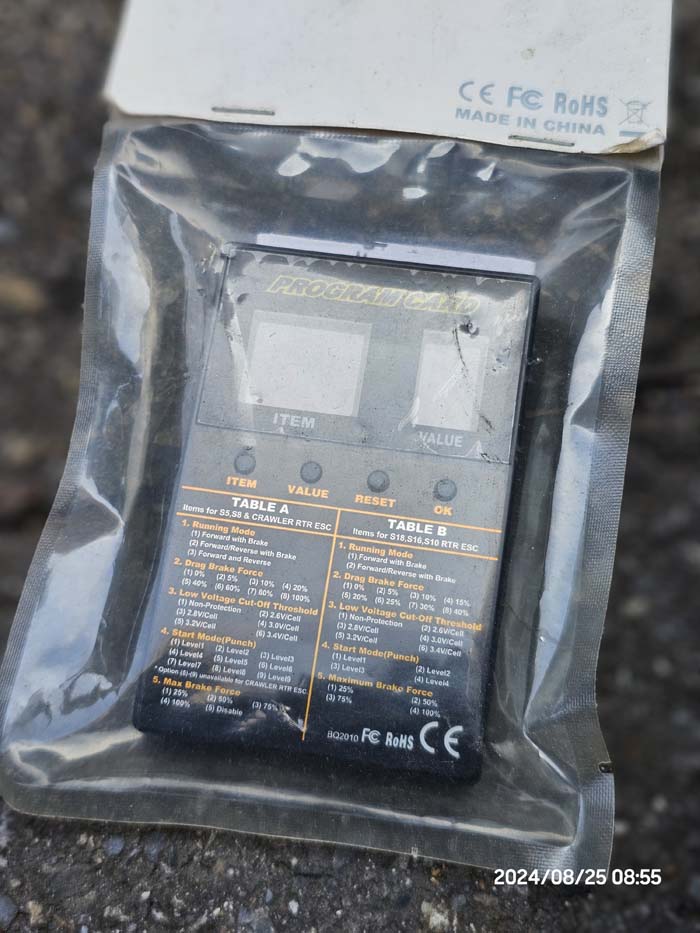 CE FC RoHS
MADE IN CHINA
PROGRAM CARD
ITEM
VALUE
ITEM VALUE RESET OK
TABLE A
Items for S5,S8 & CRAWLER RTR ESC
1. Running Mode
(1) Forward with Brake
(2) Forward/Reverse with Brake
(3) Forward and Reverse
2. Drag Brake Force
(1) 0% (2) 5% (3) 10% (4) 20%
(5) 40% (6) 60% (7) 80% (8) 100%
3. Low Voltage Cut-Off Threshold
(1) Non-Protection (2) 2.6V/Cell
(3) 2.8V/Cell (4) 3.0V/Cell
(5) 3.2V/Cell (6) 3.4V/Cell
4. Start Mode(Punch)
(1) Level1 (2) Level2 (3) Level3
(4) Level4 (5) Level5 (6) Level6
(7) Level7 (8) Level8 (9) Level9
* Option (6)-(9) unavailable for CRAWLER RTR ESC
5. Max Brake Force
(1) 25% (2) 50% (3) 75%
(4) 100% (5) Disable
TABLE B
Items for S18,S16,S10 RTR ESC
1. Running Mode
(1) Forward with Brake
(2) Forward/Reverse with Brake
2. Drag Brake Force
(1) 0% (2) 5% (3) 10% (4) 15%
(5) 20% (6) 25% (7) 30% (8) 40%
3. Low Voltage Cut-Off Threshold
(1) Non-Protection (2) 2.6V/Cell
(3) 2.8V/Cell (4) 3.0V/Cell
(5) 3.2V/Cell (6) 3.4V/Cell
4. Start Mode(Punch)
(1) Level1 (2) Level2
(3) Level3 (4) Level4
5. Maximum Brake Force
(1) 25% (2) 50%
(3) 75% (4) 100%
BQ2010 FC RoHS CE
2024/08/25 08:55